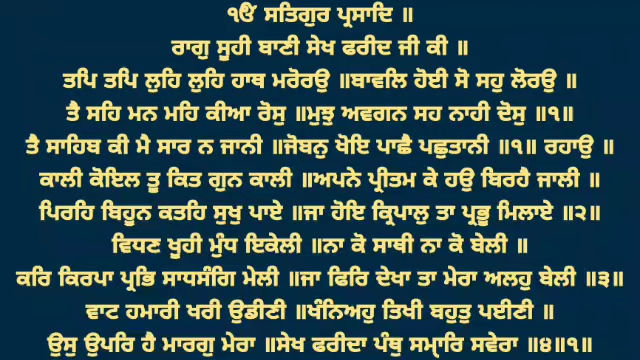 ੴ ਸਤਿਗੁਰ ਪ੍ਰਸਾਦਿ ॥
ਰਾਗੁ ਸੂਹੀ ਬਾਣੀ ਸੇਖ ਫਰੀਦ ਜੀ ਕੀ ॥
ਤਪਿ ਤਪਿ ਲੁਹਿ ਲੁਹਿ ਹਾਥ ਮਰੋਰਉ ॥ਬਾਵਲਿ ਹੋਈ ਸੋ ਸਹੁ ਲੋਰਉ ॥
ਤੈ ਸਹਿ ਮਨ ਮਹਿ ਕੀਆ ਰੋਸੁ ॥ਮੁਝੁ ਅਵਗਨ ਸਹ ਨਾਹੀ ਦੋਸੁ ॥੧॥
ਤੈ ਸਾਹਿਬ ਕੀ ਮੈ ਸਾਰ ਨ ਜਾਨੀ ॥ਜੋਬਨੁ ਖੋਇ ਪਾਛੈ ਪਛੁਤਾਨੀ ॥੧॥ ਰਹਾਉ ॥
ਕਾਲੀ ਕੋਇਲ ਤੂ ਕਿਤ ਗੁਨ ਕਾਲੀ ॥ਅਪਨੇ ਪ੍ਰੀਤਮ ਕੇ ਹਉ ਬਿਰਹੈ ਜਾਲੀ ॥
ਪਿਰਹਿ ਬਿਹੂਨ ਕਤਹਿ ਸੁਖੁ ਪਾਏ ॥ਜਾ ਹੋਇ ਕ੍ਰਿਪਾਲੁ ਤਾ ਪ੍ਰਭੂ ਮਿਲਾਏ ॥੨॥
ਵਿਧਣ ਖੂਹੀ ਮੁੰਧ ਇਕੇਲੀ ॥ਨਾ ਕੋ ਸਾਥੀ ਨਾ ਕੋ ਬੇਲੀ ॥
ਕਰਿ ਕਿਰਪਾ ਪ੍ਰਭਿ ਸਾਧਸੰਗਿ ਮੇਲੀ ॥ਜਾ ਫਿਰਿ ਦੇਖਾ ਤਾ ਮੇਰਾ ਅਲਹੁ ਬੇਲੀ ॥੩॥
ਵਾਟ ਹਮਾਰੀ ਖਰੀ ਉਡੀਣੀ ॥ਖੰਨਿਅਹੁ ਤਿਖੀ ਬਹੁਤੁ ਪਈਣੀ ॥
ਉਸੁ ਉਪਰਿ ਹੈ ਮਾਰਗੁ ਮੇਰਾ ॥ਸੇਖ ਫਰੀਦਾ ਪੰਥੁ ਸਮ੍ਹਾਰਿ ਸਵੇਰਾ ॥੪॥੧॥